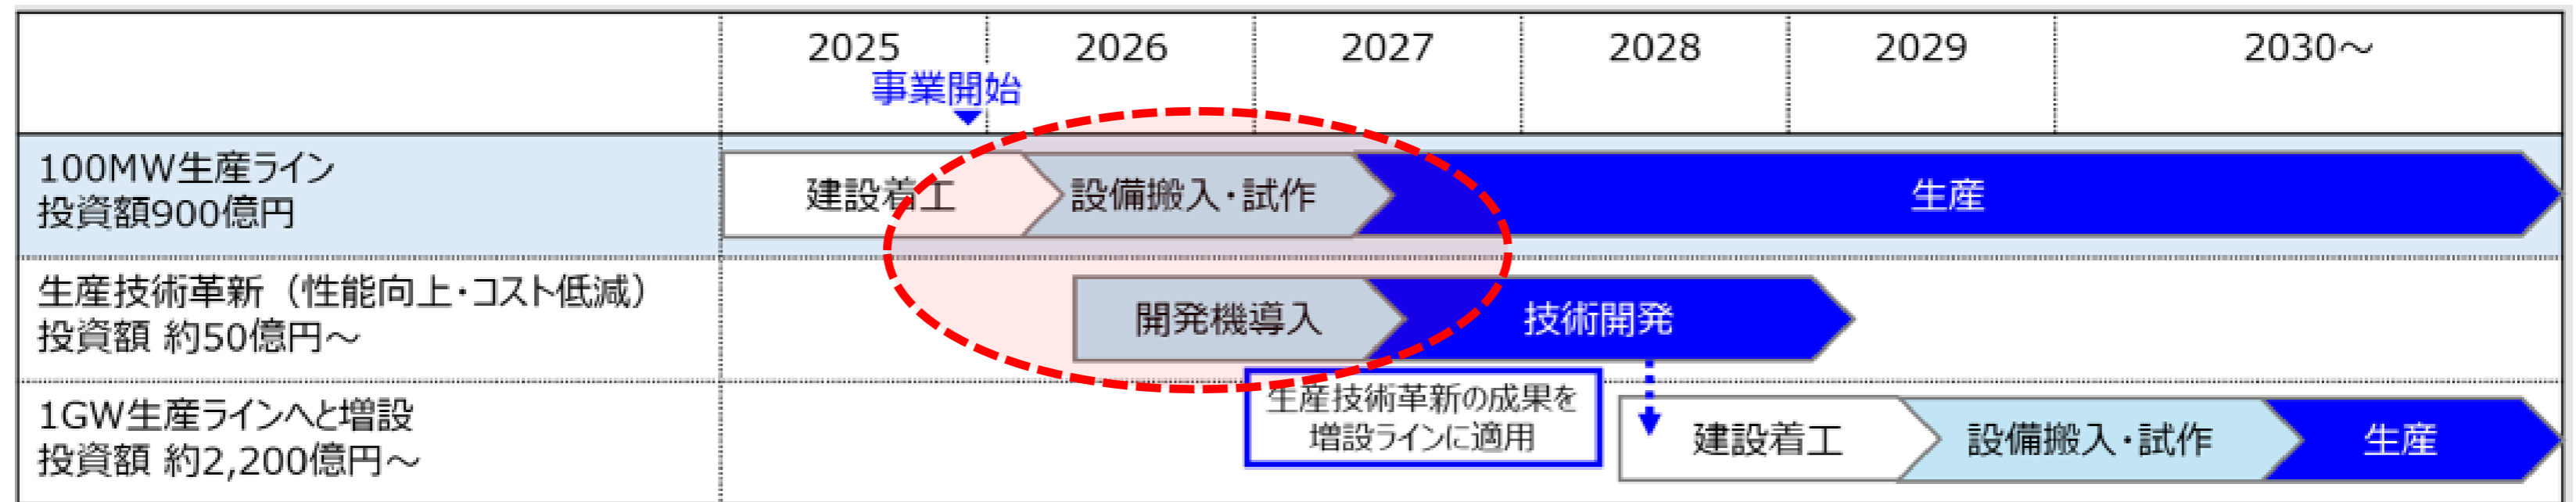 2025
2026
2027
2028
2029
2030～
事業開始
100MW生産ライン
投資額900億円
建設着工
設備搬入・試作
生産
生産技術革新（性能向上・コスト低減）
投資額 約50億円～
開発機導入
技術開発
生産技術革新の成果を
増設ラインに適用
1GW生産ラインへと増設
投資額 約2,200億円～
建設着工
設備搬入・試作
生産